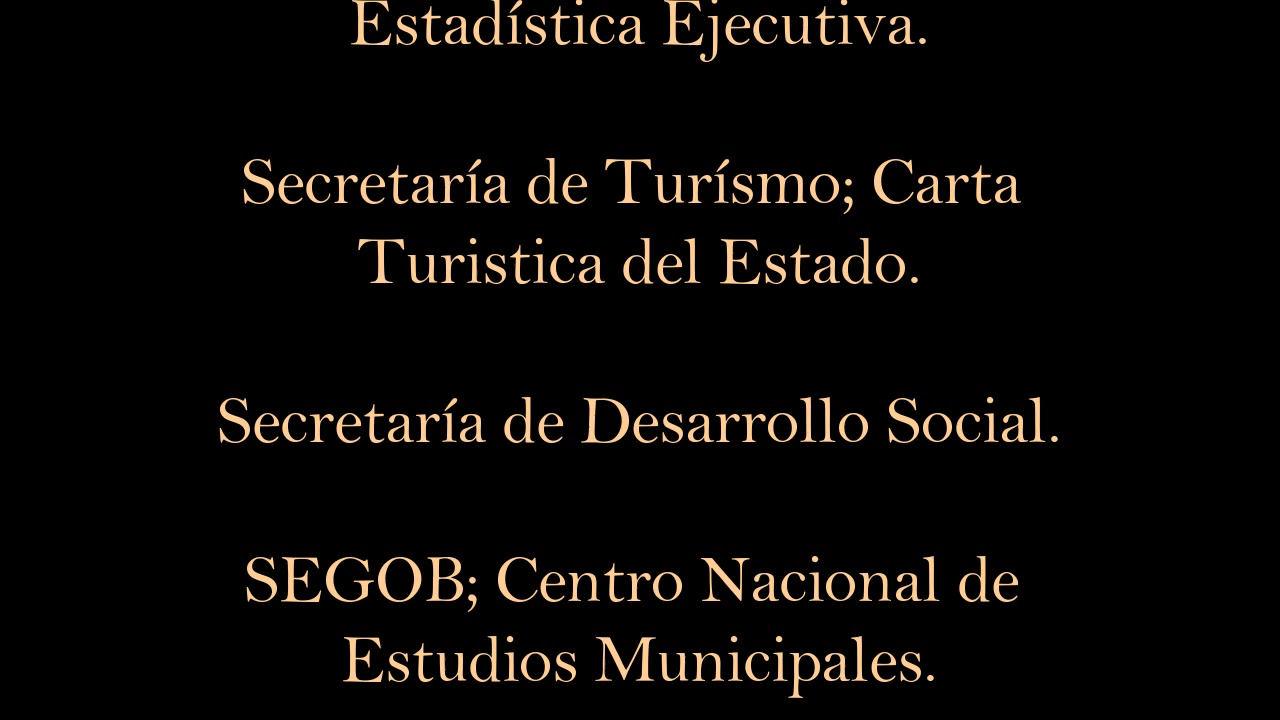 Estadística Ejecutiva.
Secretaría de Turísmo; Carta
Turistica del Estado.
Secretaría de Desarrollo Social.
SEGOB; Centro Nacional de
Estudios Municipales.